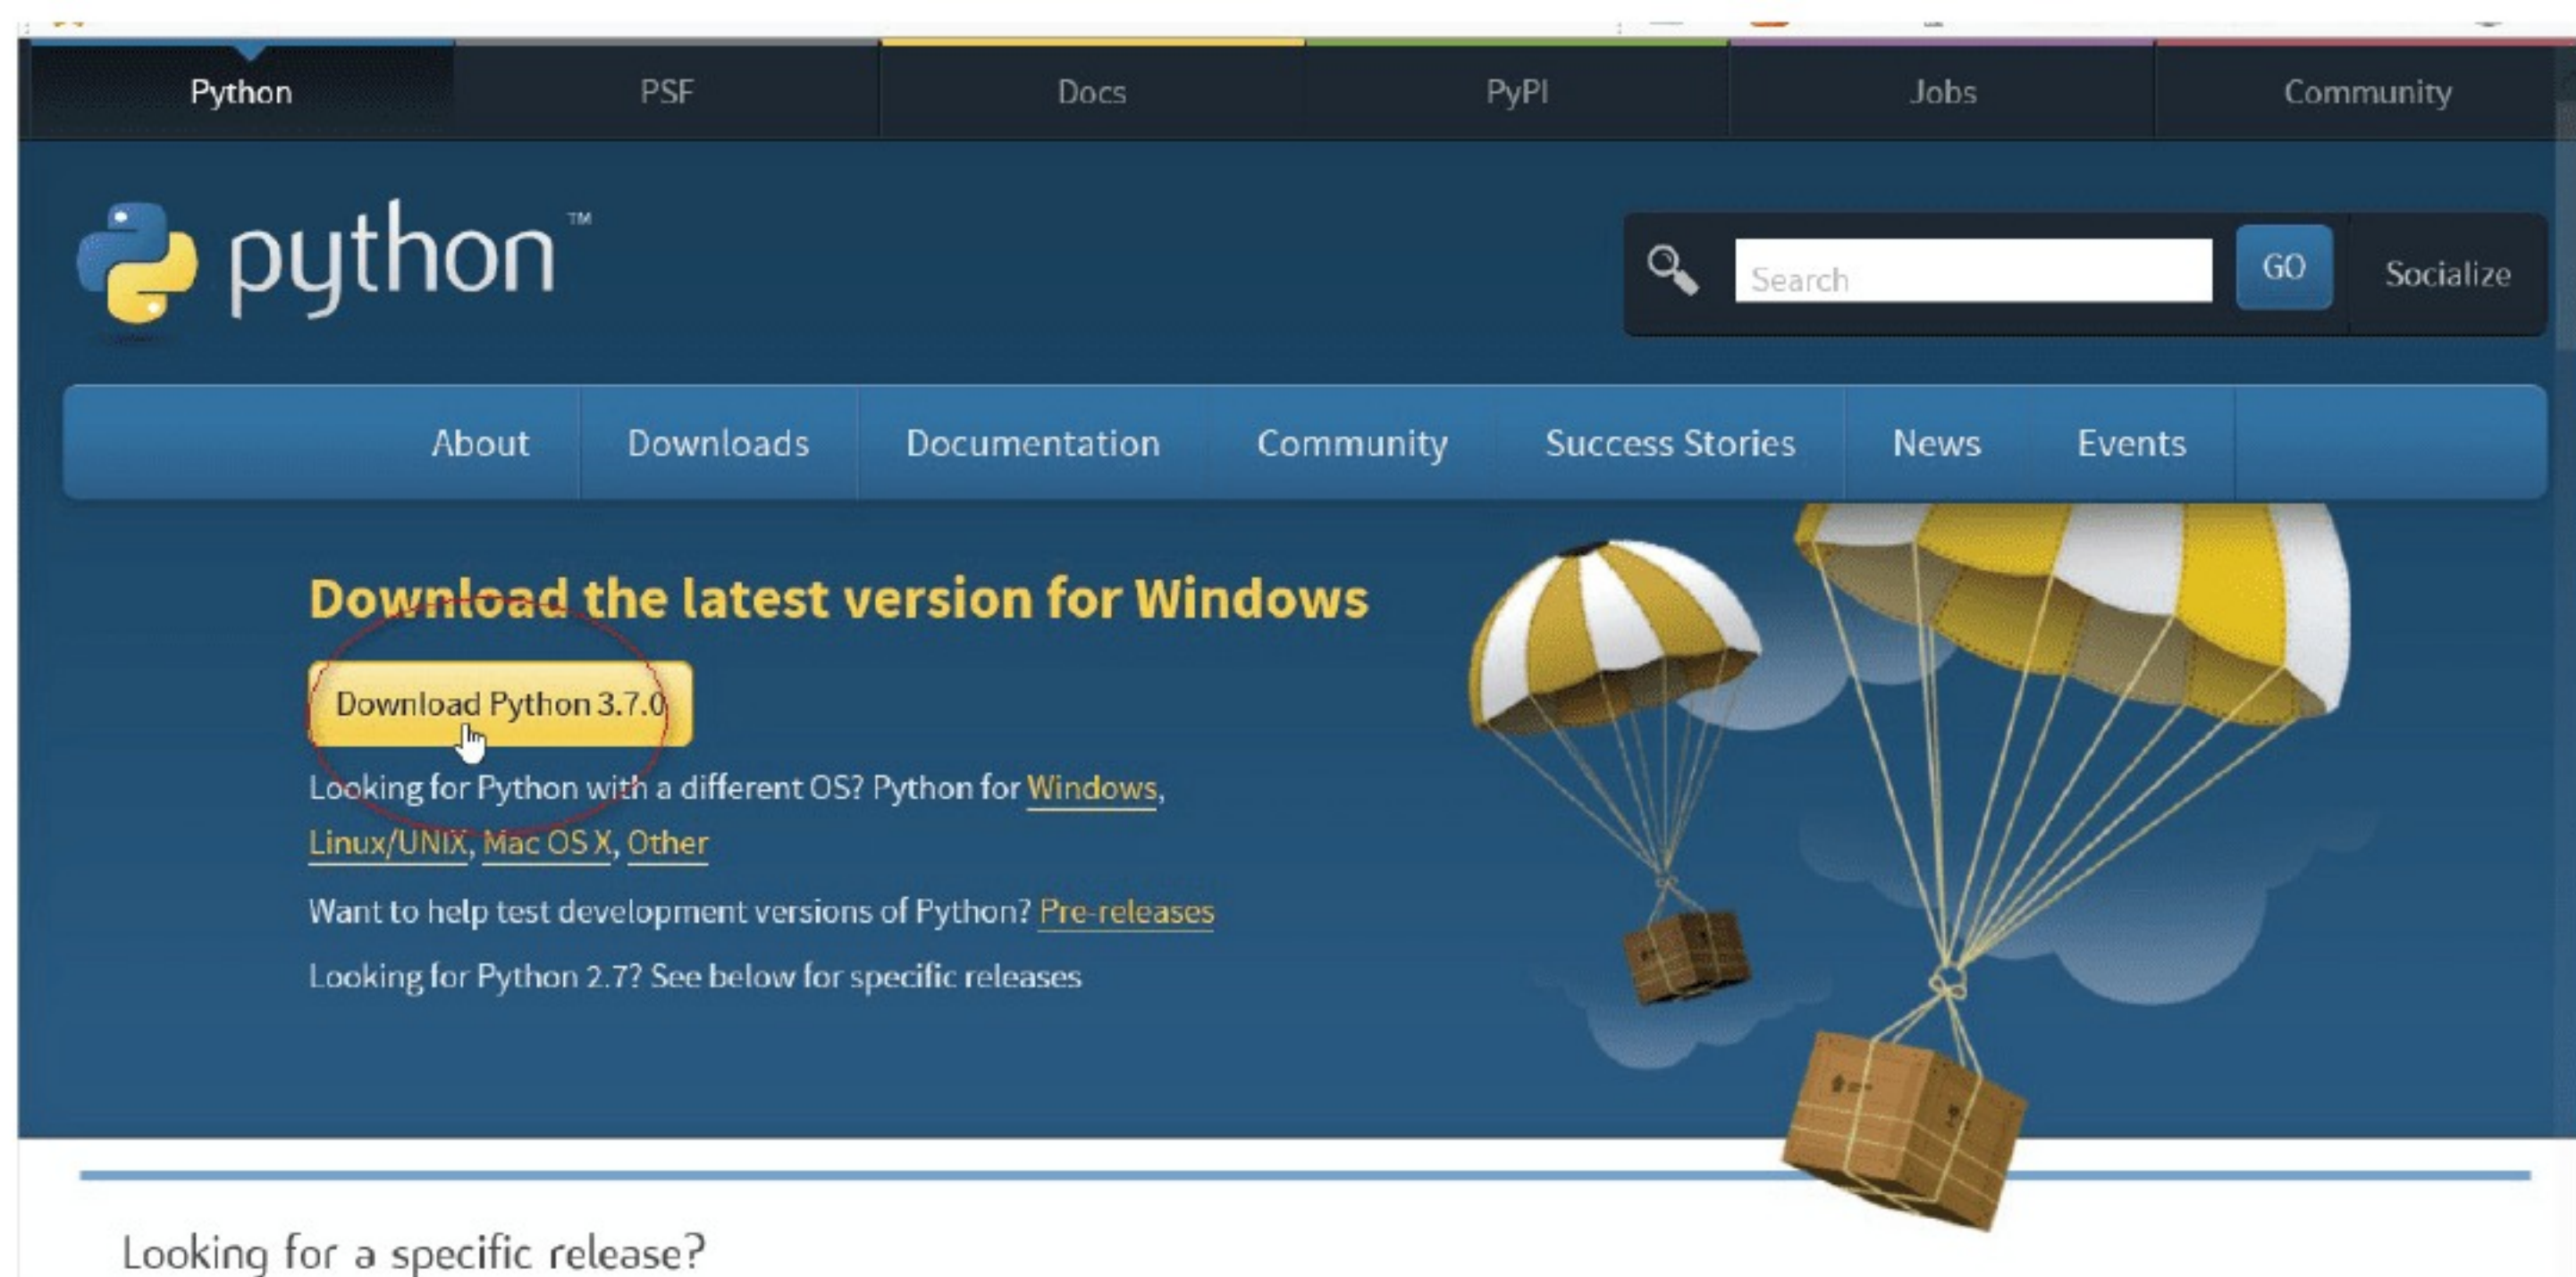 Python
PSF
Docs
PyPI
Jobs
Community
python™
Search
GO
Socialize
About
Downloads
Documentation
Community
Success Stories
News
Events
Download the latest version for Windows
Download Python 3.7.0
Looking for Python with a different OS? Python for Windows,
Linux/UNIX, Mac OS X, Other
Want to help test development versions of Python? Pre-releases
Looking for Python 2.7? See below for specific releases
Looking for a specific release?